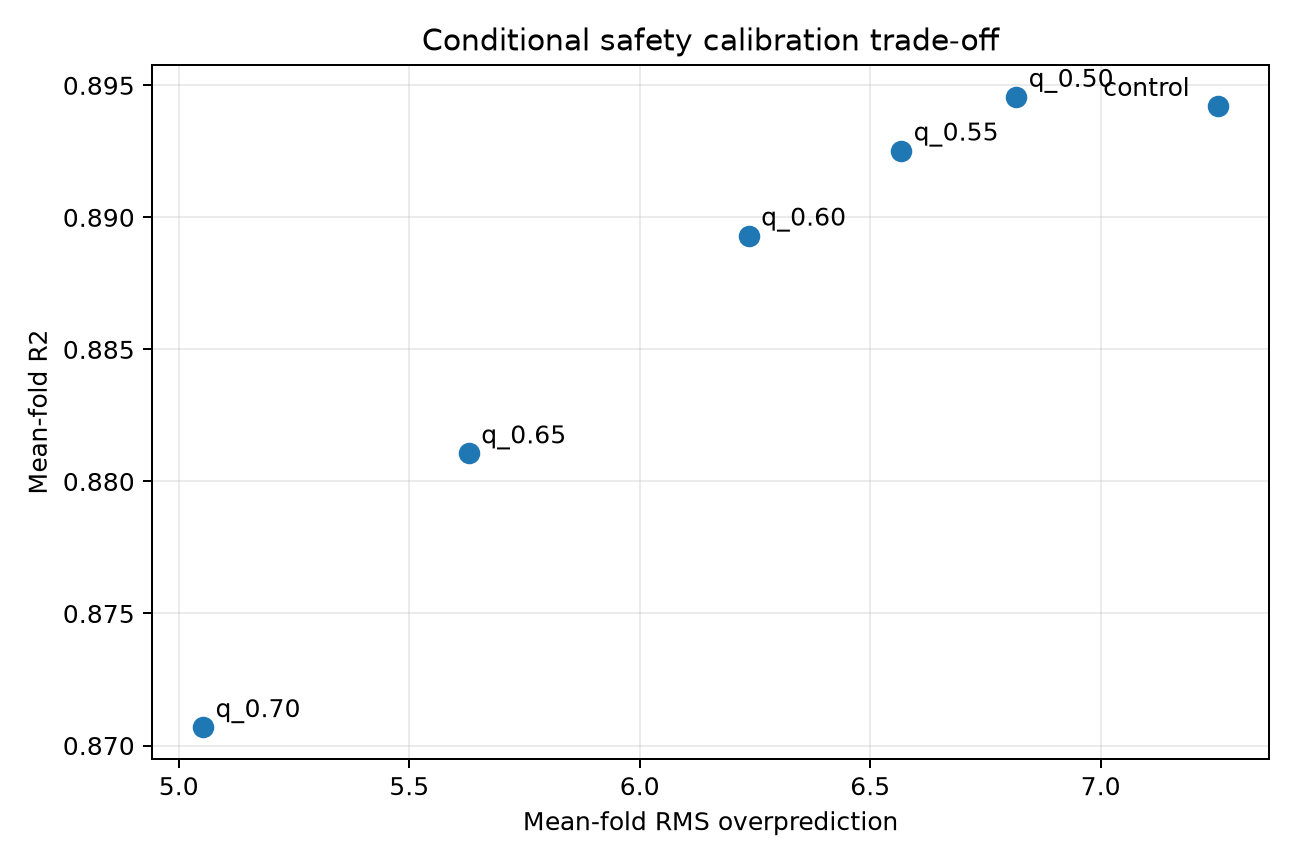 Conditional safety calibration trade-off
0.895
0.890
0.885
0.880
0.875
0.870
Mean-fold R2
q_0.50
control
q_0.55
q_0.60
q_0.65
q_0.70
5.0
5.5
6.0
6.5
7.0
Mean-fold RMS overprediction